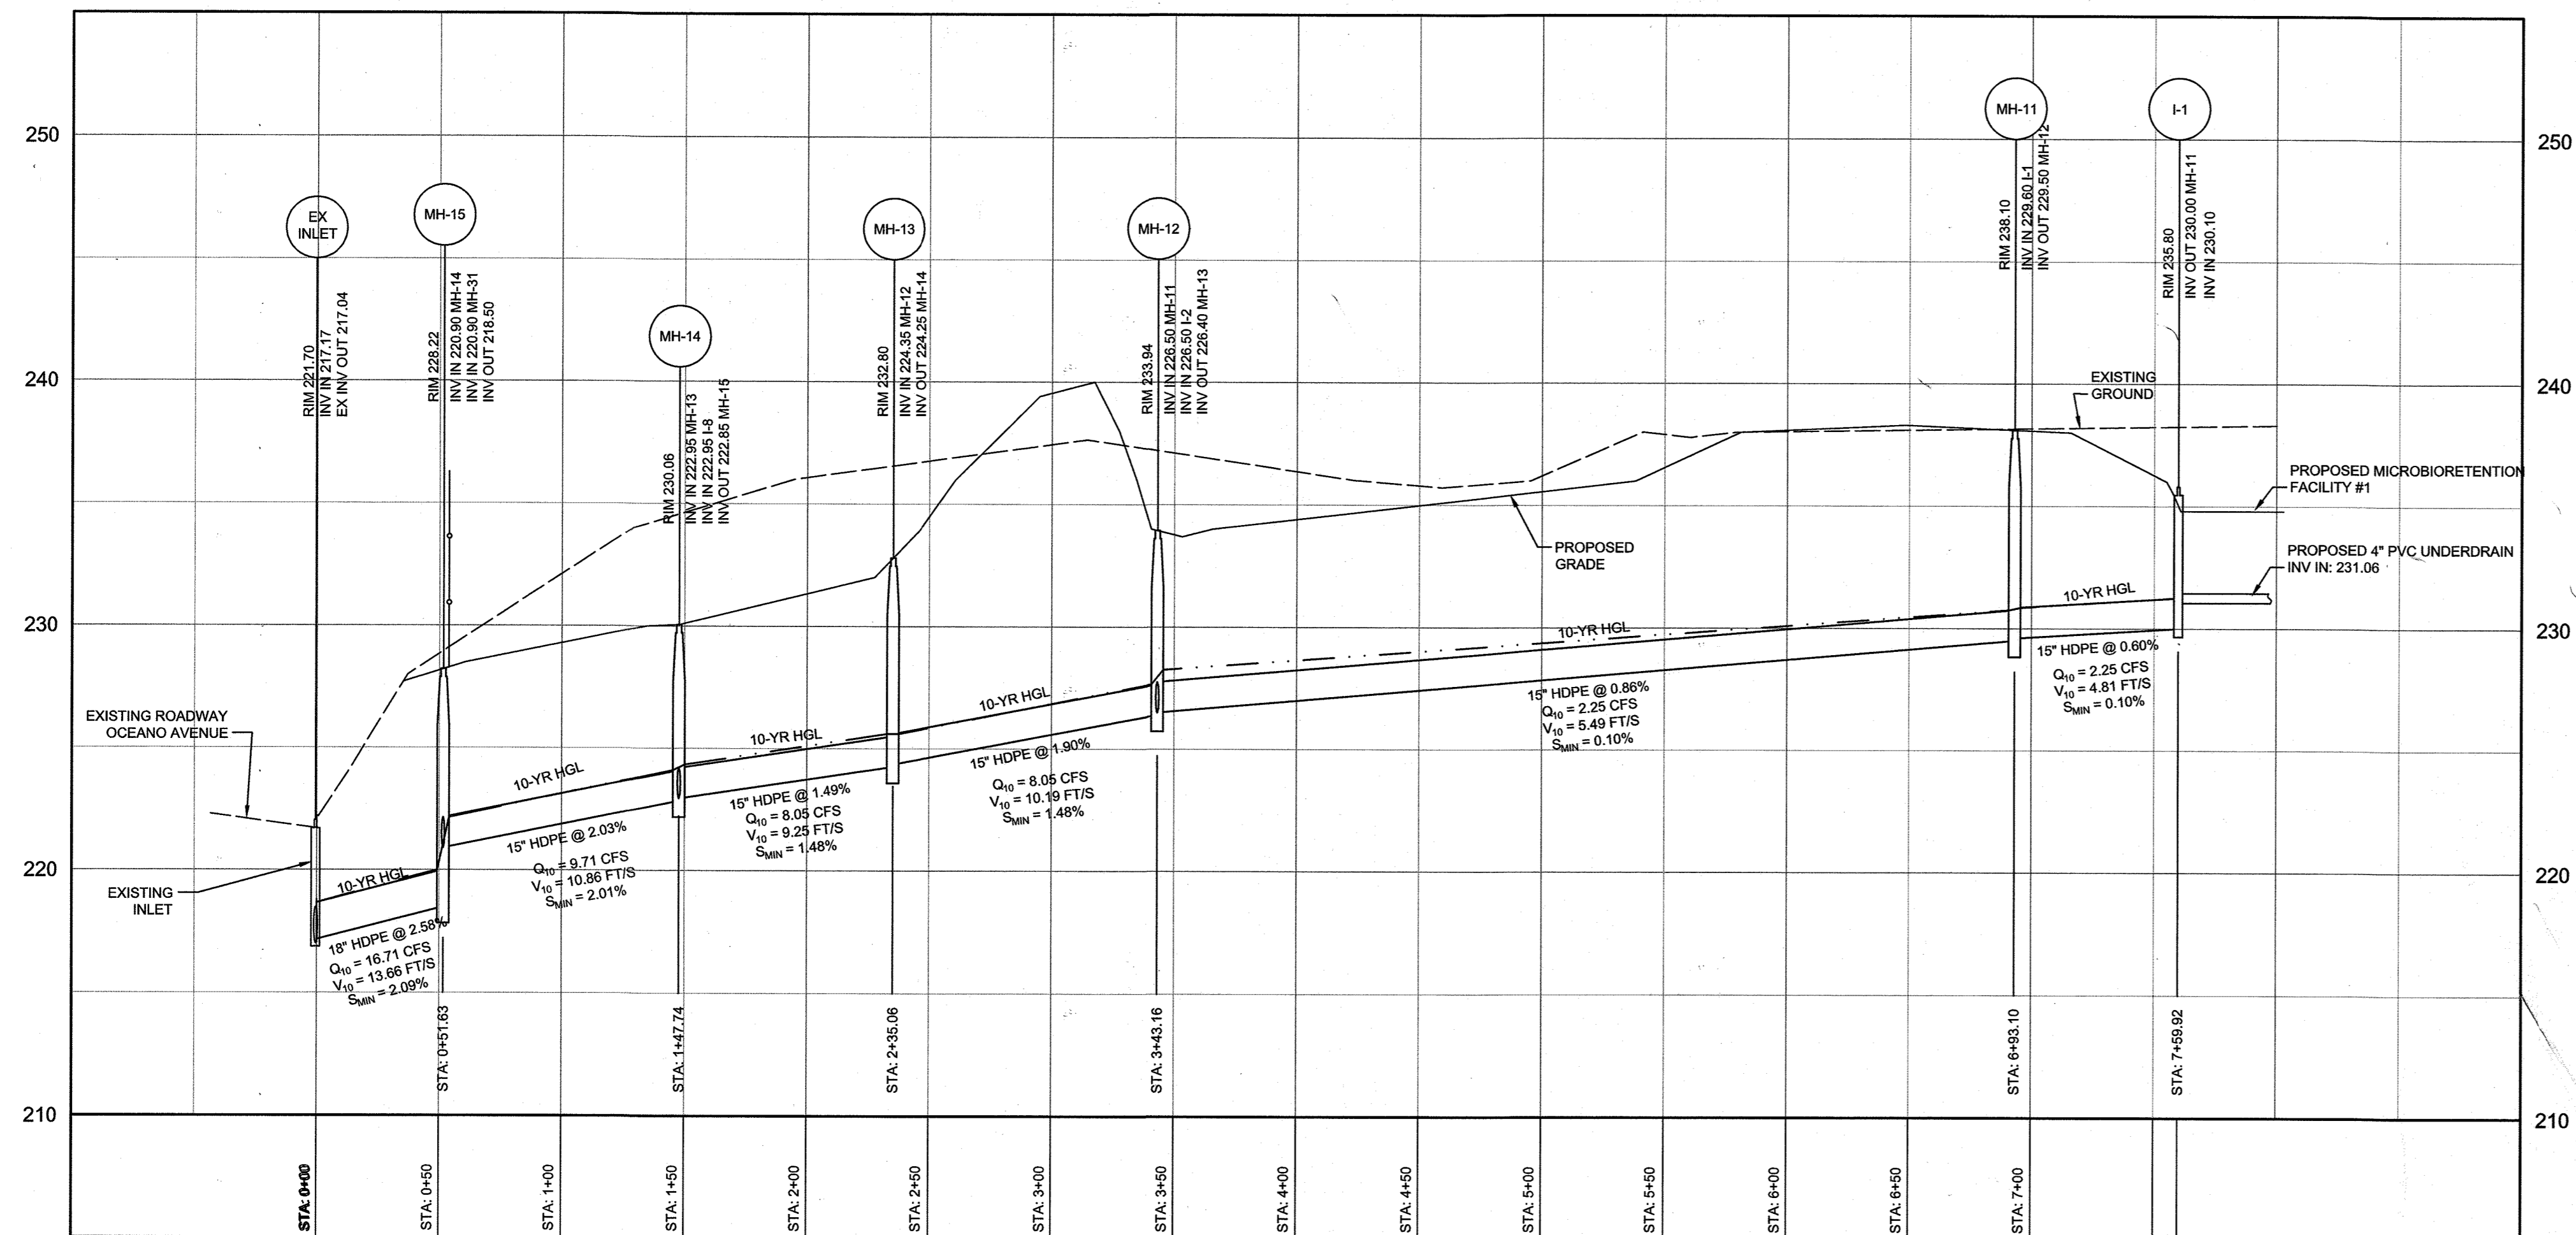 250
240
230
220
210
EX
INLET
RIM 221.70
INV IN 217.17
EX INV OUT 217.04
MH-15
RIM 228.22
INV IN 220.90 MH-14
INV IN 220.90 MH-31
INV OUT 218.50
MH-14
RIM 230.06
INV IN 222.95 MH-13
INV IN 222.95 I-8
INV OUT 222.85 MH-15
MH-13
RIM 232.80
INV IN 224.35 MH-12
INV OUT 224.25 MH-14
MH-12
RIM 233.94
INV IN 226.50 MH-11
INV IN 226.50 I-2
INV OUT 226.40 MH-13
MH-11
RIM 238.10
INV IN 229.60 I-1
INV OUT 229.50 MH-12
I-1
RIM 235.80
INV OUT 230.00 MH-11
INV IN 230.10
250
240
230
220
210
EXISTING
GROUND
PROPOSED MICROBIORETENTION
FACILITY #1
PROPOSED 4" PVC UNDERDRAIN
INV IN: 231.06
PROPOSED
GRADE
EXISTING ROADWAY
OCEANO AVENUE
EXISTING
INLET
10-YR HGL
18" HDPE @ 2.58%
Q10 = 16.71 CFS
V10 = 13.66 FT/S
SMIN = 2.09%
10-YR HGL
15" HDPE @ 2.03%
Q10 = 9.71 CFS
V10 = 10.86 FT/S
SMIN = 2.01%
10-YR HGL
15" HDPE @ 1.49%
Q10 = 8.05 CFS
V10 = 9.25 FT/S
SMIN = 1.48%
10-YR HGL
15" HDPE @ 1.90%
Q10 = 8.05 CFS
V10 = 10.19 FT/S
SMIN = 1.48%
10-YR HGL
15" HDPE @ 0.86%
Q10 = 2.25 CFS
V10 = 5.49 FT/S
SMIN = 0.10%
10-YR HGL
15" HDPE @ 0.60%
Q10 = 2.25 CFS
V10 = 4.81 FT/S
SMIN = 0.10%
STA: 0+51.63
STA: 1+47.74
STA: 2+35.06
STA: 3+43.16
STA: 6+93.10
STA: 7+59.92
STA: 0+00
STA: 0+50
STA: 1+00
STA: 1+50
STA: 2+00
STA: 2+50
STA: 3+00
STA: 3+50
STA: 4+00
STA: 4+50
STA: 5+00
STA: 5+50
STA: 6+00
STA: 6+50
STA: 7+00